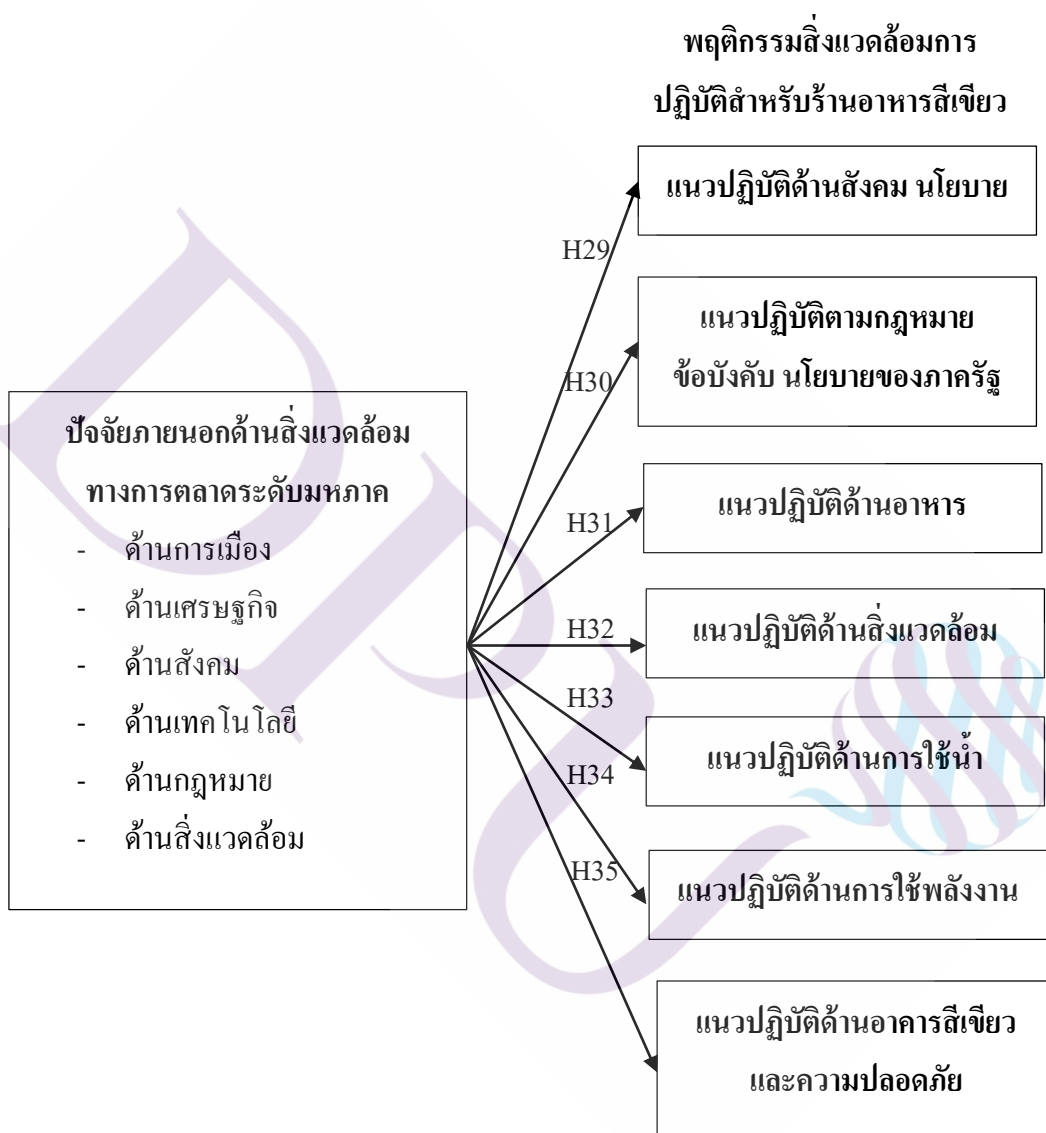 พฤติกรรมสิ่งแวดล้อมการ
ปฏิบัติสำหรับร้านอาหารสีเขียว
แนวปฏิบัติด้านสังคม นโยบาย
H29
แนวปฏิบัติตามกฎหมาย
ข้อบังคับ นโยบายของภาครัฐ
H30
ปัจจัยภายนอกด้านสิ่งแวดล้อม
ทางการตลาดระดับมหภาค
- ด้านการเมือง
- ด้านเศรษฐกิจ
- ด้านสังคม
- ด้านเทคโนโลยี
- ด้านกฎหมาย
- ด้านสิ่งแวดล้อม
H31
แนวปฏิบัติด้านอาหาร
H32
แนวปฏิบัติด้านสิ่งแวดล้อม
H33
แนวปฏิบัติด้านการใช้น้ำ
H34
แนวปฏิบัติด้านการใช้พลังงาน
H35
แนวปฏิบัติด้านอาคารสีเขียว
และความปลอดภัย
DPU